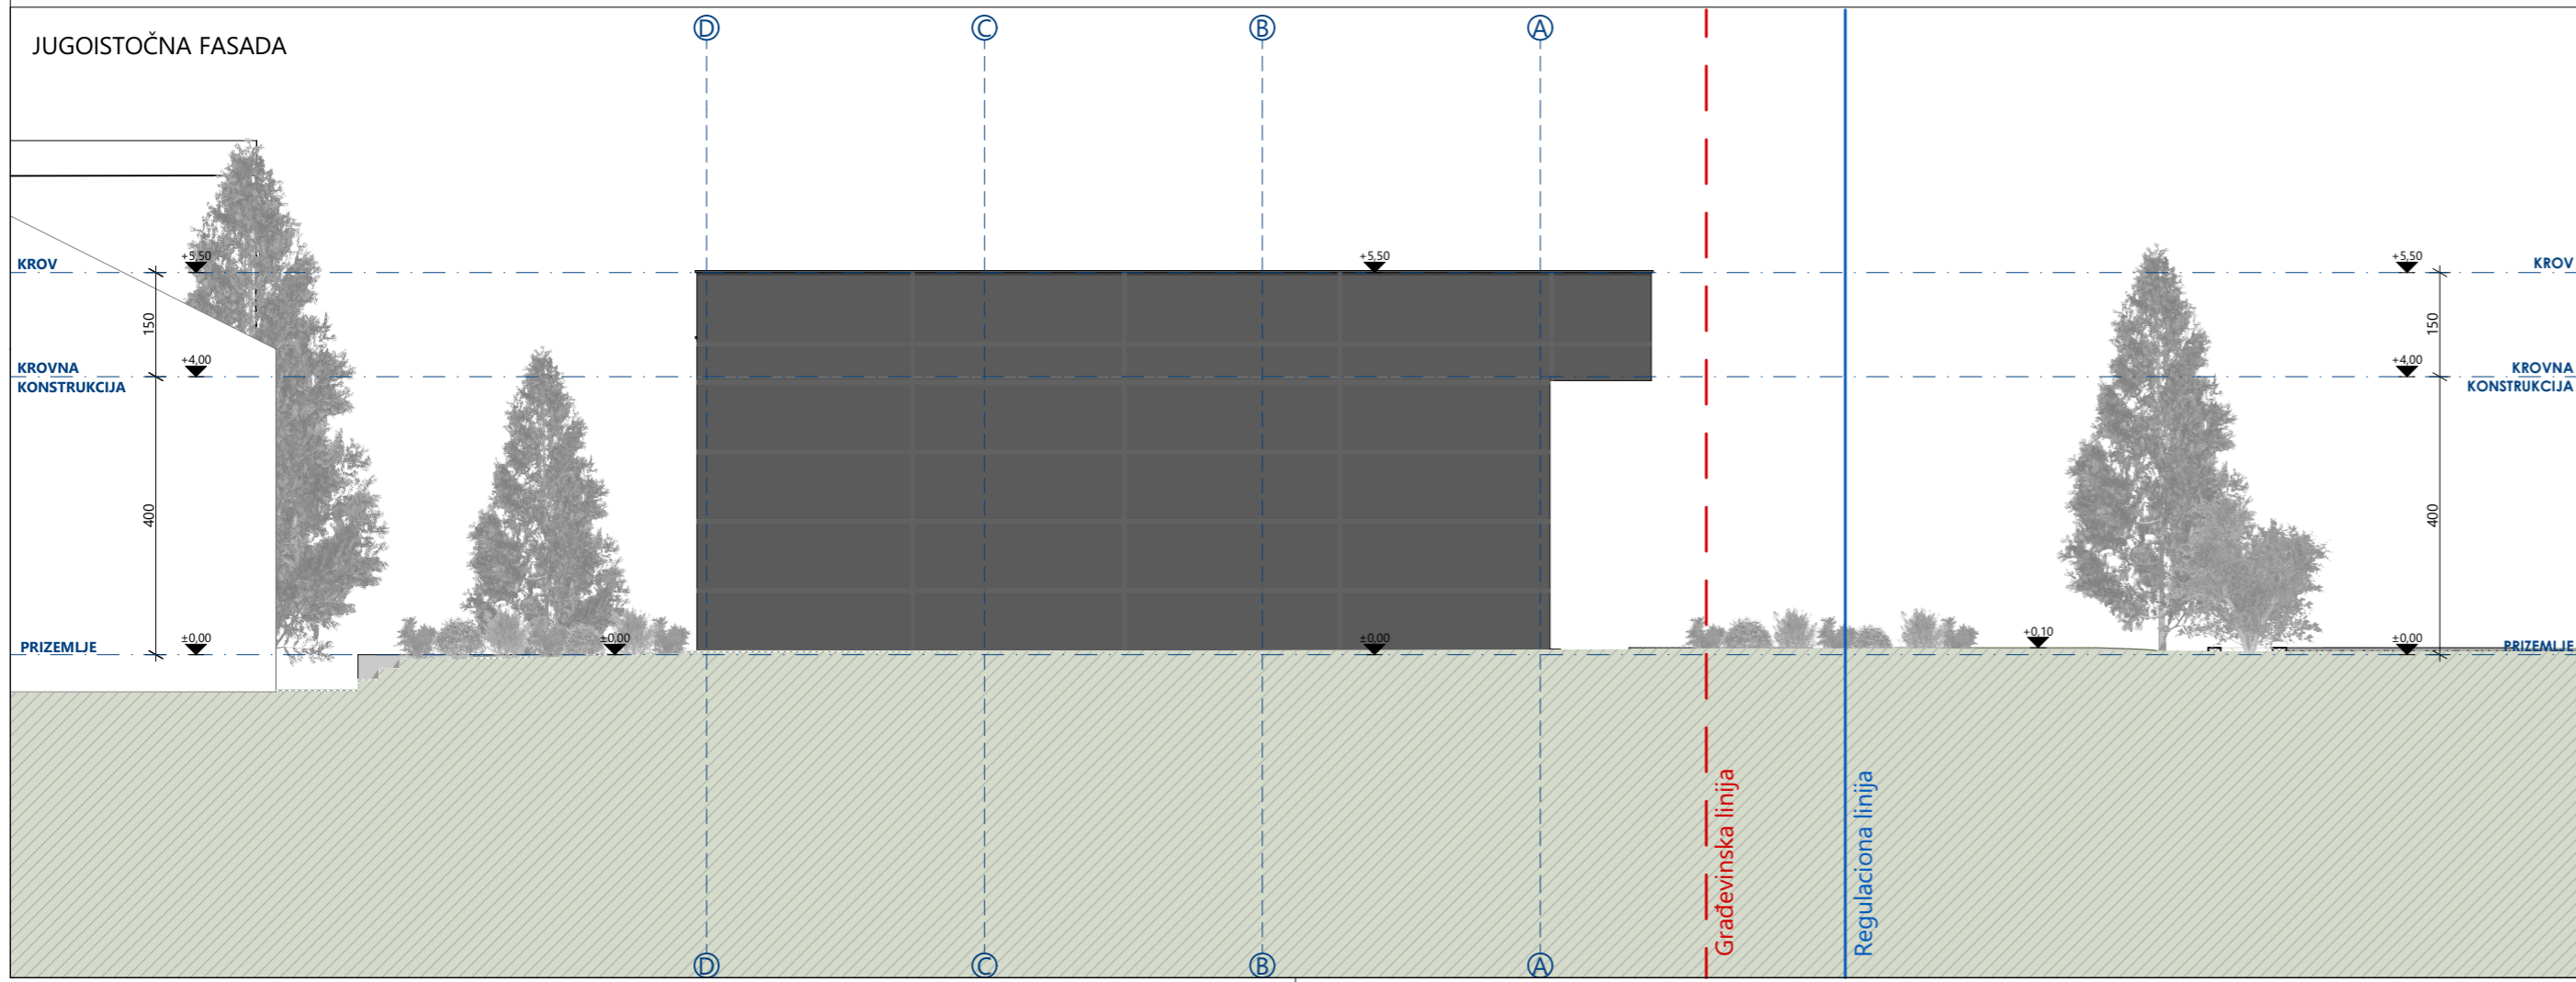 D C B A
JUGOISTOČNA FASADA
KROV +5,50 +5,50 +5,50 KROV
150 150
KROVNA +4,00 +4,00 KROVNA
KONSTRUKCIJA KONSTRUKCIJA
400 400
PRIZEMLJE ±0,00 ±0,00 ±0,00 +0,10 ±0,00 PRIZEMLJE
Građevinska linija
Regulaciona linija
D C B A